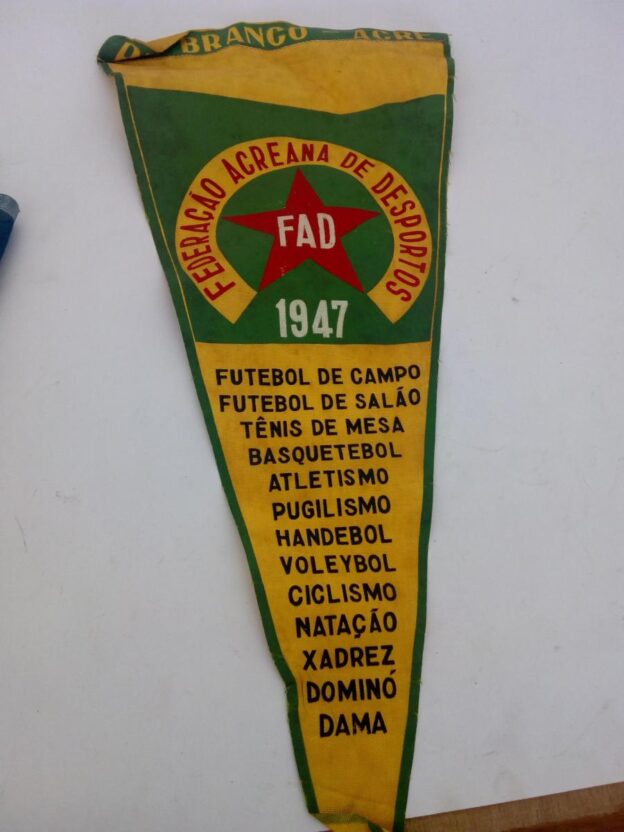 BRANCO ACRE
FEDERAÇÃO ACREANA DE DESPORTOS
FAD
1947
FUTEBOL DE CAMPO
FUTEBOL DE SALÃO
TÊNIS DE MESA
BASQUETEBOL
ATLETISMO
PUGILISMO
HANDEBOL
VOLEYBOL
CICLISMO
NATAÇÃO
XADREZ
DOMINÓ
DAMA